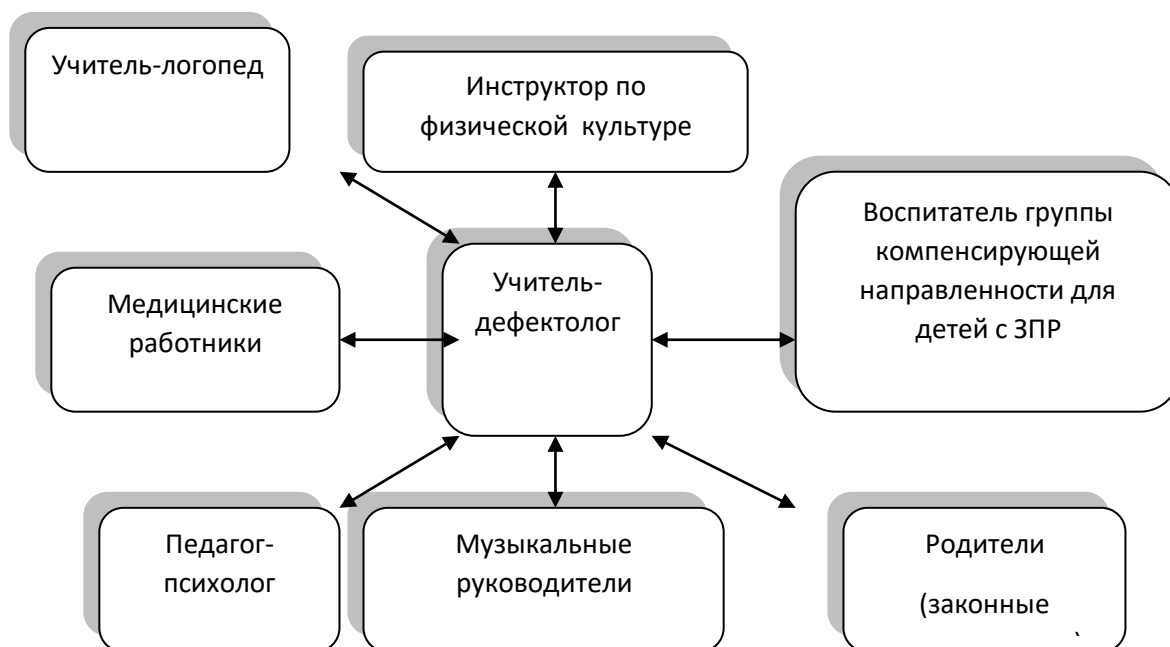 Учитель-логопед
Инструктор по
физической культуре
Воспитатель группы
компенсирующей
направленности для
детей с ЗПР
Учитель-
дефектолог
Медицинские
работники
Педагог-
психолог
Музыкальные
руководители
Родители
(законные